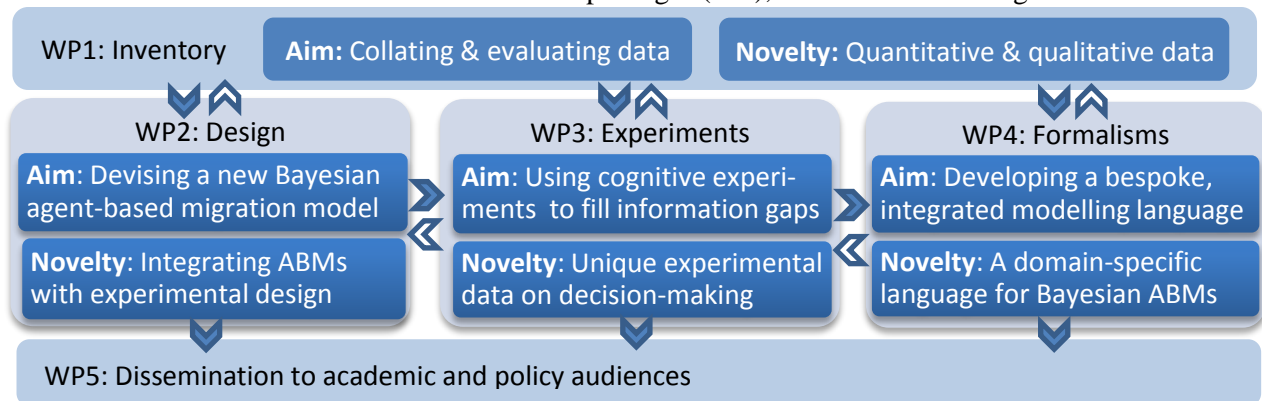 WP1: Inventory
Aim: Collating & evaluating data
Novelty: Quantitative & qualitative data
WP2: Design
Aim: Devising a new Bayesian
agent-based migration model
Novelty: Integrating ABMs
with experimental design
WP3: Experiments
Aim: Using cognitive experi-
ments to fill information gaps
Novelty: Unique experimental
data on decision-making
WP4: Formalisms
Aim: Developing a bespoke,
integrated modelling language
Novelty: A domain-specific
language for Bayesian ABMs
WP5: Dissemination to academic and policy audiences